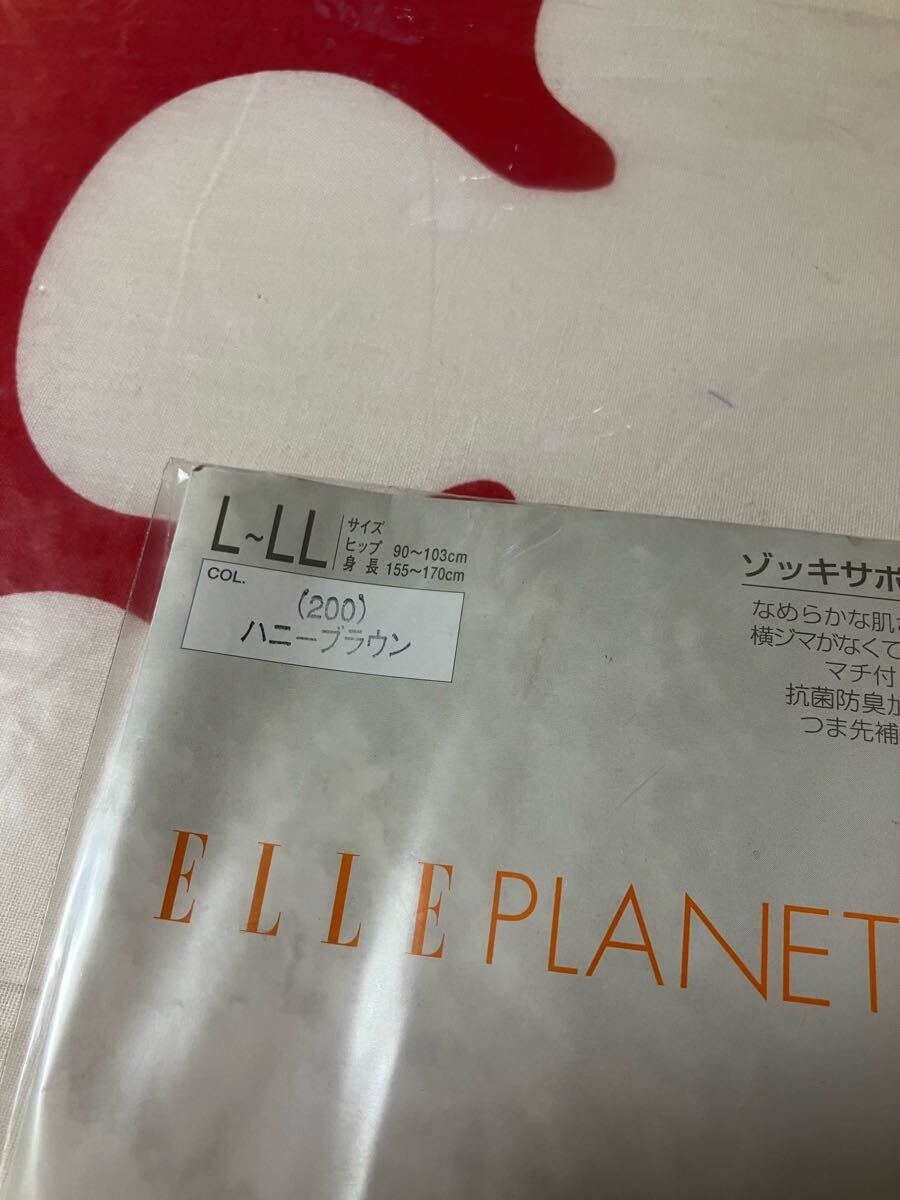 L~LL
サイズ
ヒップ 90~103cm
身長 155~170cm
COL.
(200)
ハニーブラウン
ゾッキサポ
なめらかな肌
横ジマがなくて
マチ付
抗菌防臭加
つま先補
ELLE PLANET